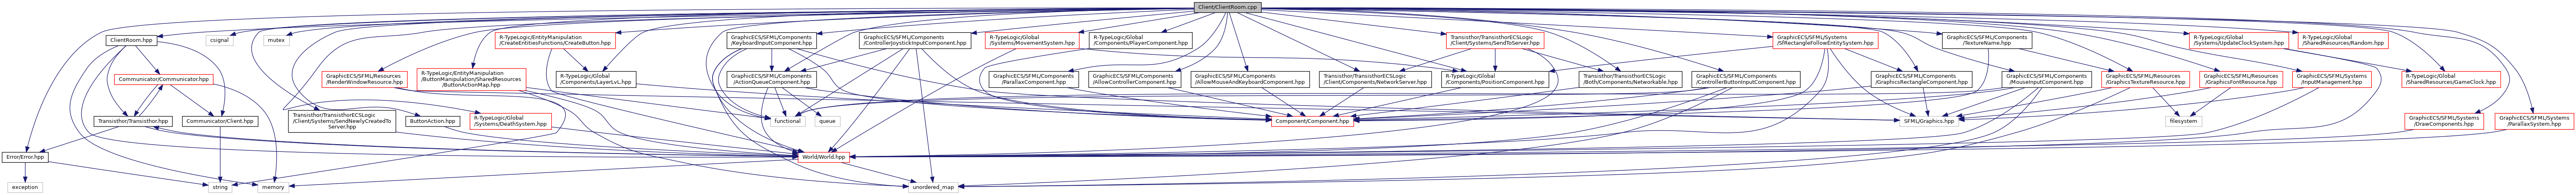 Client/ClientRoom.cpp
ClientRoom.hpp
csignal
mutex
R-TypeLogic/EntityManipulation
/CreateEntitiesFunctions/CreateButton.hpp
GraphicECS/SFML/Components
/KeyboardInputComponent.hpp
GraphicECS/SFML/Components
/ControllerJoystickInputComponent.hpp
R-TypeLogic/Global
/Systems/MovementSystem.hpp
R-TypeLogic/Global
/Components/PlayerComponent.hpp
Transisthor/TransisthorECSLogic
/Client/Systems/SendToServer.hpp
GraphicECS/SFML/Systems
/SfRectangleFollowEntitySystem.hpp
GraphicECS/SFML/Components
/TextureName.hpp
R-TypeLogic/Global
/Systems/UpdateClockSystem.hpp
R-TypeLogic/Global
/SharedResources/Random.hpp
Communicator/Communicator.hpp
GraphicECS/SFML/Resources
/RenderWindowResource.hpp
R-TypeLogic/EntityManipulation
/ButtonManipulation/SharedResources
/ButtonActionMap.hpp
R-TypeLogic/Global
/Components/LayerLvL.hpp
GraphicECS/SFML/Components
/ActionQueueComponent.hpp
GraphicECS/SFML/Components
/ParallaxComponent.hpp
GraphicECS/SFML/Components
/AllowControllerComponent.hpp
GraphicECS/SFML/Components
/AllowMouseAndKeyboardComponent.hpp
Transisthor/TransisthorECSLogic
/Client/Components/NetworkServer.hpp
R-TypeLogic/Global
/Components/PositionComponent.hpp
Transisthor/TransisthorECSLogic
/Both/Components/Networkable.hpp
GraphicECS/SFML/Components
/ControllerButtonInputComponent.hpp
GraphicECS/SFML/Components
/GraphicsRectangleComponent.hpp
GraphicECS/SFML/Components
/MouseInputComponent.hpp
GraphicECS/SFML/Resources
/GraphicsTextureResource.hpp
GraphicECS/SFML/Resources
/GraphicsFontResource.hpp
GraphicECS/SFML/Systems
/InputManagement.hpp
R-TypeLogic/Global
/SharedResources/GameClock.hpp
Transisthor/Transisthor.hpp
Communicator/Client.hpp
Transisthor/TransisthorECSLogic
/Client/Systems/SendNewlyCreatedTo
Server.hpp
ButtonAction.hpp
R-TypeLogic/Global
/Systems/DeathSystem.hpp
functional
queue
Component/Component.hpp
SFML/Graphics.hpp
filesystem
GraphicECS/SFML/Systems
/DrawComponents.hpp
GraphicECS/SFML/Systems
/ParallaxSystem.hpp
Error/Error.hpp
World/World.hpp
exception
string
memory
unordered_map